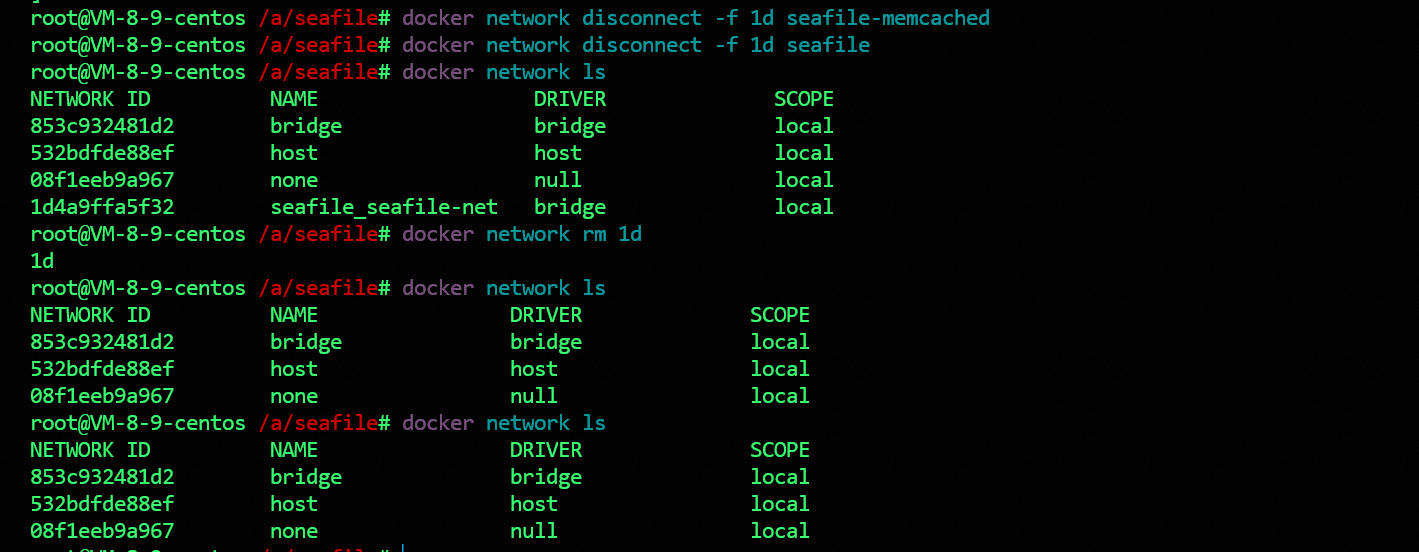 root@VM-8-9-centos /a/seafile# docker network disconnect -f 1d seafile-memcached
root@VM-8-9-centos /a/seafile# docker network disconnect -f 1d seafile
root@VM-8-9-centos /a/seafile# docker network ls
NETWORK ID NAME DRIVER SCOPE
853c932481d2 bridge bridge local
532bdfde88ef host host local
08f1eeb9a967 none null local
1d4a9ffa5f32 seafile_seafile-net bridge local
root@VM-8-9-centos /a/seafile# docker network rm 1d
1d
root@VM-8-9-centos /a/seafile# docker network ls
NETWORK ID NAME DRIVER SCOPE
853c932481d2 bridge bridge local
532bdfde88ef host host local
08f1eeb9a967 none null local
root@VM-8-9-centos /a/seafile# docker network ls
NETWORK ID NAME DRIVER SCOPE
853c932481d2 bridge bridge local
532bdfde88ef host host local
08f1eeb9a967 none null local